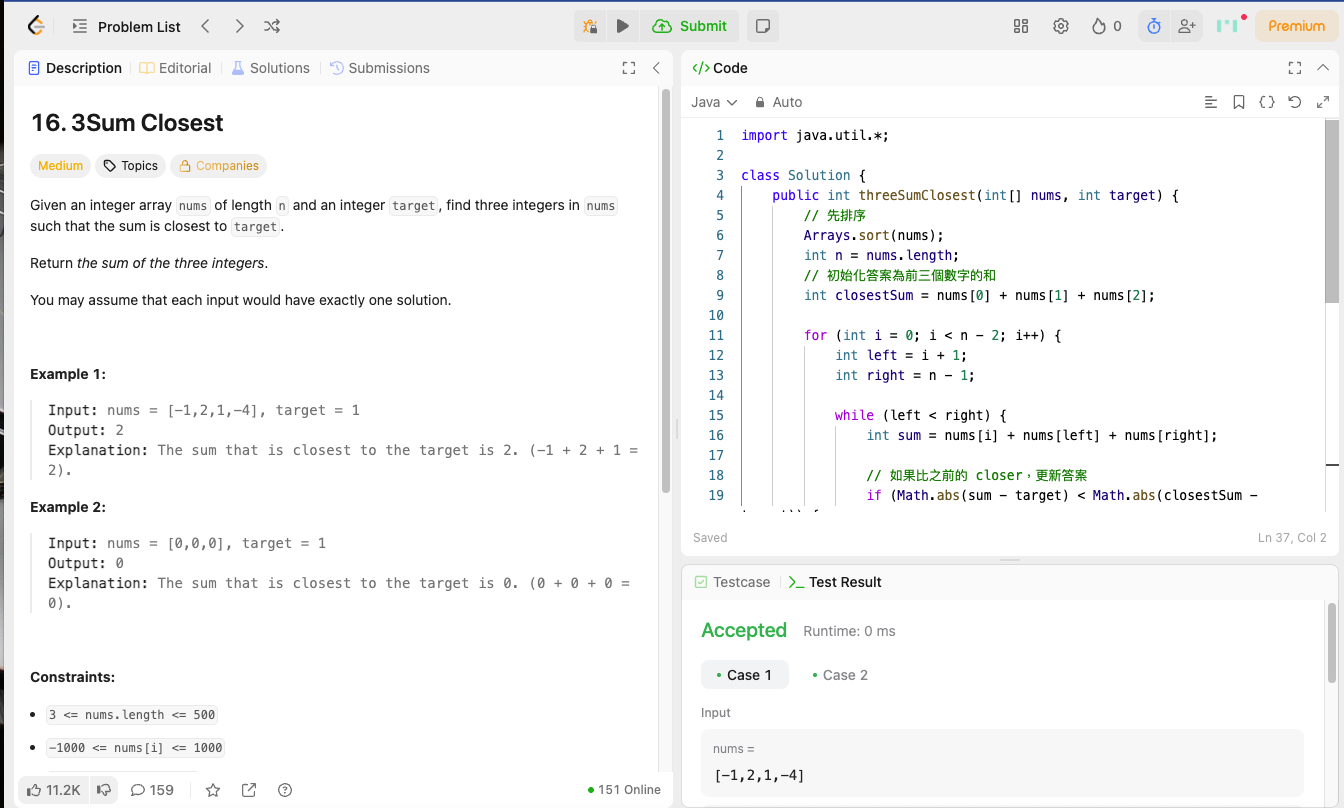 Problem List
Submit
0
Premium
Description
Editorial
Solutions
Submissions
16. 3Sum Closest
Medium
Topics
Companies
Given an integer array nums of length n and an integer target, find three integers in nums
such that the sum is closest to target.
Return the sum of the three integers.
You may assume that each input would have exactly one solution.
Example 1:
Input: nums = [-1,2,1,-4], target = 1
Output: 2
Explanation: The sum that is closest to the target is 2. (-1 + 2 + 1 =
2).
Example 2:
Input: nums = [0,0,0], target = 1
Output: 0
Explanation: The sum that is closest to the target is 0. (0 + 0 + 0 =
0).
Constraints:
3 <= nums.length <= 500
-1000 <= nums[i] <= 1000
11.2K
159
151 Online
</> Code
Java
Auto
1 import java.util.*;
2
3 class Solution {
4 public int threeSumClosest(int[] nums, int target) {
5 // 先排序
6 Arrays.sort(nums);
7 int n = nums.length;
8 // 初始化答案為前三個數字的和
9 int closestSum = nums[0] + nums[1] + nums[2];
10
11 for (int i = 0; i < n - 2; i++) {
12 int left = i + 1;
13 int right = n - 1;
14
15 while (left < right) {
16 int sum = nums[i] + nums[left] + nums[right];
17
18 // 如果比之前的 closer，更新答案
19 if (Math.abs(sum - target) < Math.abs(closestSum -
Saved
Ln 37, Col 2
Testcase
Test Result
Accepted
Runtime: 0 ms
Case 1
Case 2
Input
nums =
[-1,2,1,-4]